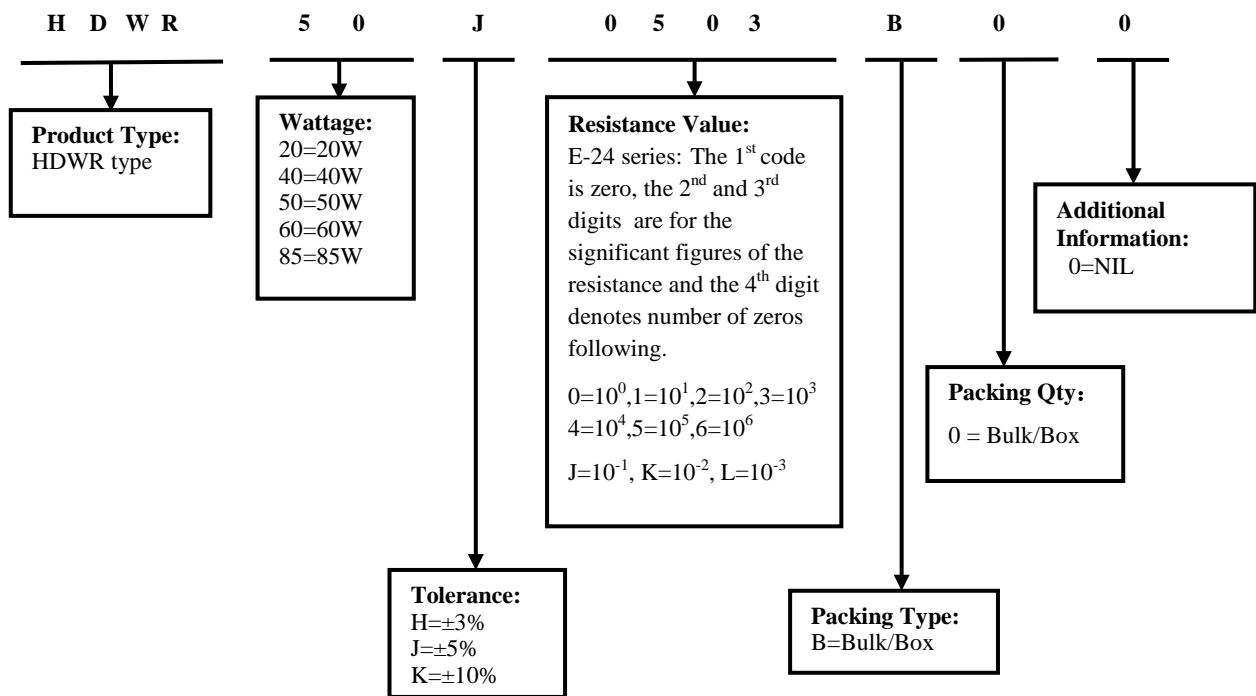 H D W R 5 0 J 0 5 0 3 B 0 0
Product Type:
HDWR type
Wattage:
20=20W
40=40W
50=50W
60=60W
85=85W
Resistance Value:
E-24 series: The 1st code
is zero, the 2nd and 3rd
digits are for the
significant figures of the
resistance and the 4th digit
denotes number of zeros
following.
0=10^0,1=10^1,2=10^2,3=10^3
4=10^4,5=10^5,6=10^6
J=10^-1, K=10^-2, L=10^-3
Additional
Information:
0=NIL
Packing Qty：
0 = Bulk/Box
Tolerance:
H=±3%
J=±5%
K=±10%
Packing Type:
B=Bulk/Box